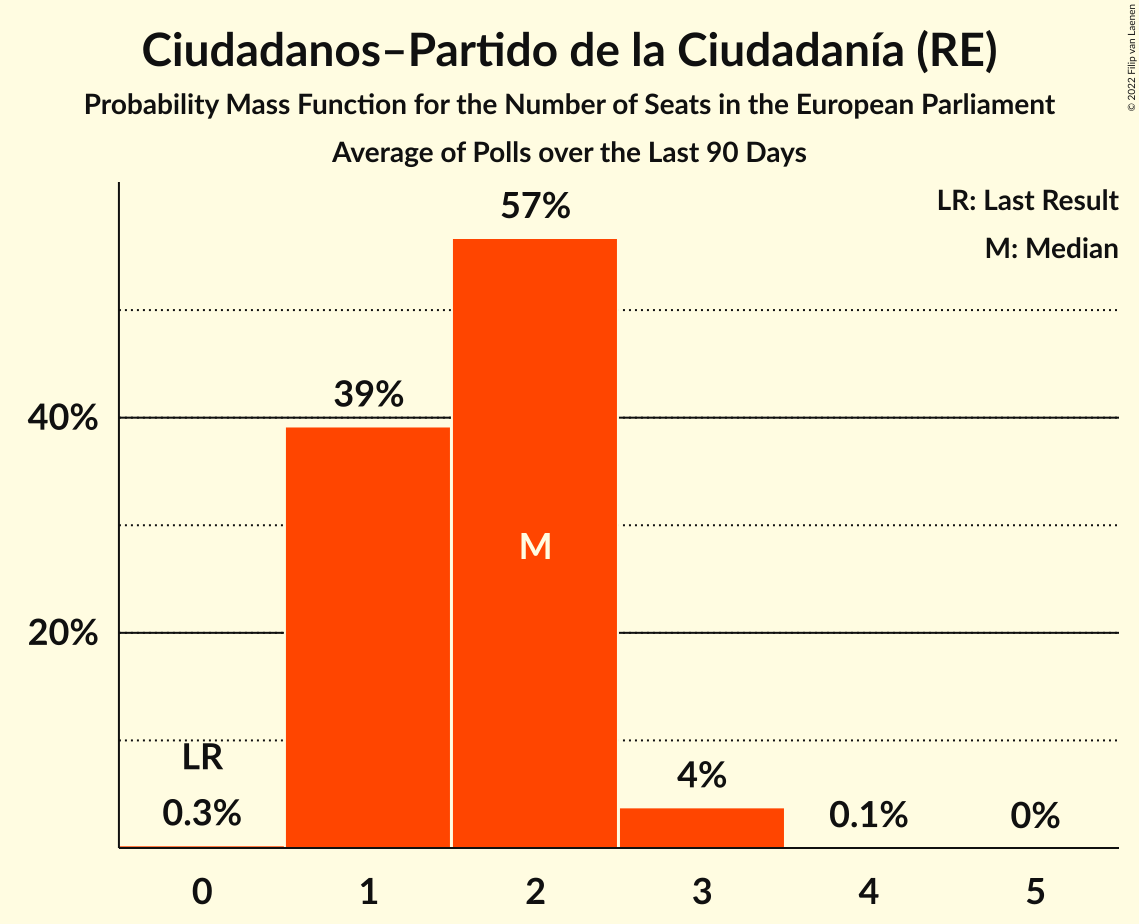 Ciudadanos–Partido de la Ciudadanía (RE)
Probability Mass Function for the Number of Seats in the European Parliament
Average of Polls over the Last 90 Days
© 2022 Filip van Laenen
LR: Last Result
M: Median
57%
39%
40%
M
20%
LR
4%
0.3%
0.1%
0%
0 1 2 3 4 5